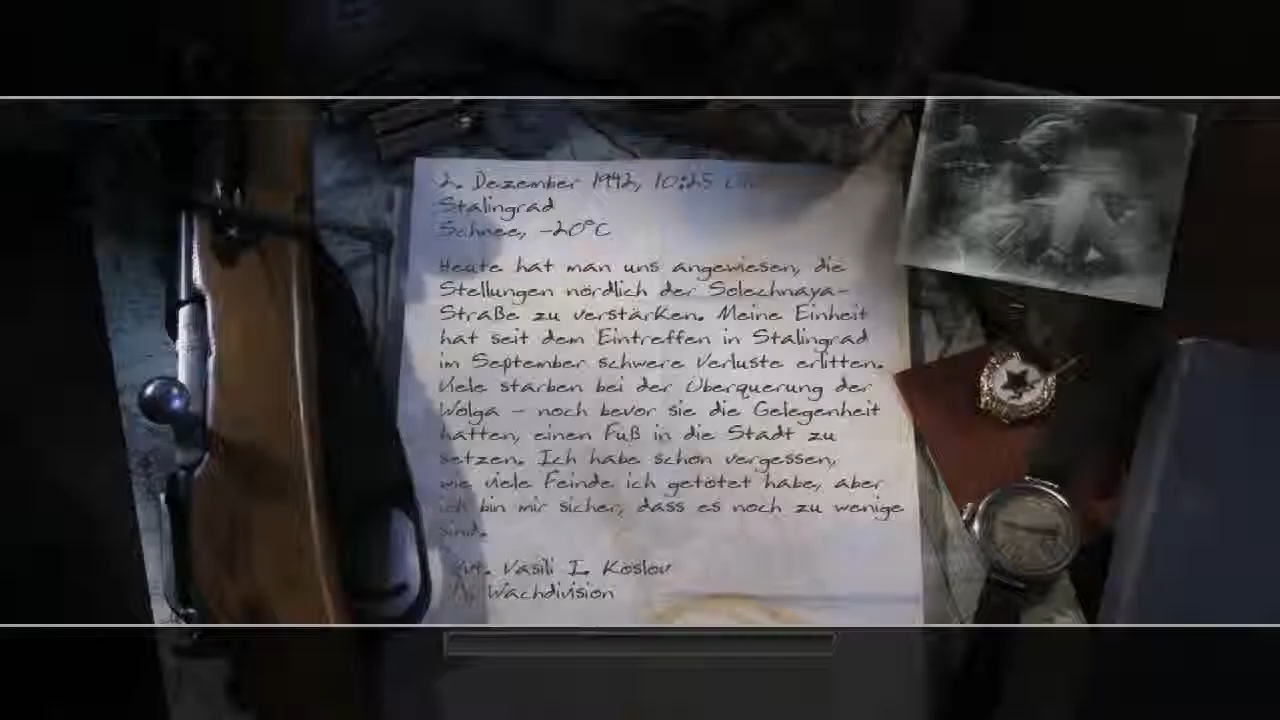 2. Dezember 1942, 10:25
Stalingrad
Schnee, -20°C
Heute hat man uns angewiesen, die
Stellungen nördlich der Solechnaya-
Straße zu verstärken. Meine Einheit
hat seit dem Eintreffen in Stalingrad
im September schwere Verluste erlitten.
Viele starben bei der Überquerung der
Wolga - noch bevor sie die Gelegenheit
hatten, einen Fuß in die Stadt zu
setzen. Ich habe schon vergessen,
wie viele Feinde ich getötet habe, aber
ich bin mir sicher, dass es noch zu wenige
sind.
Vasili I. Koslov
Wachdivision